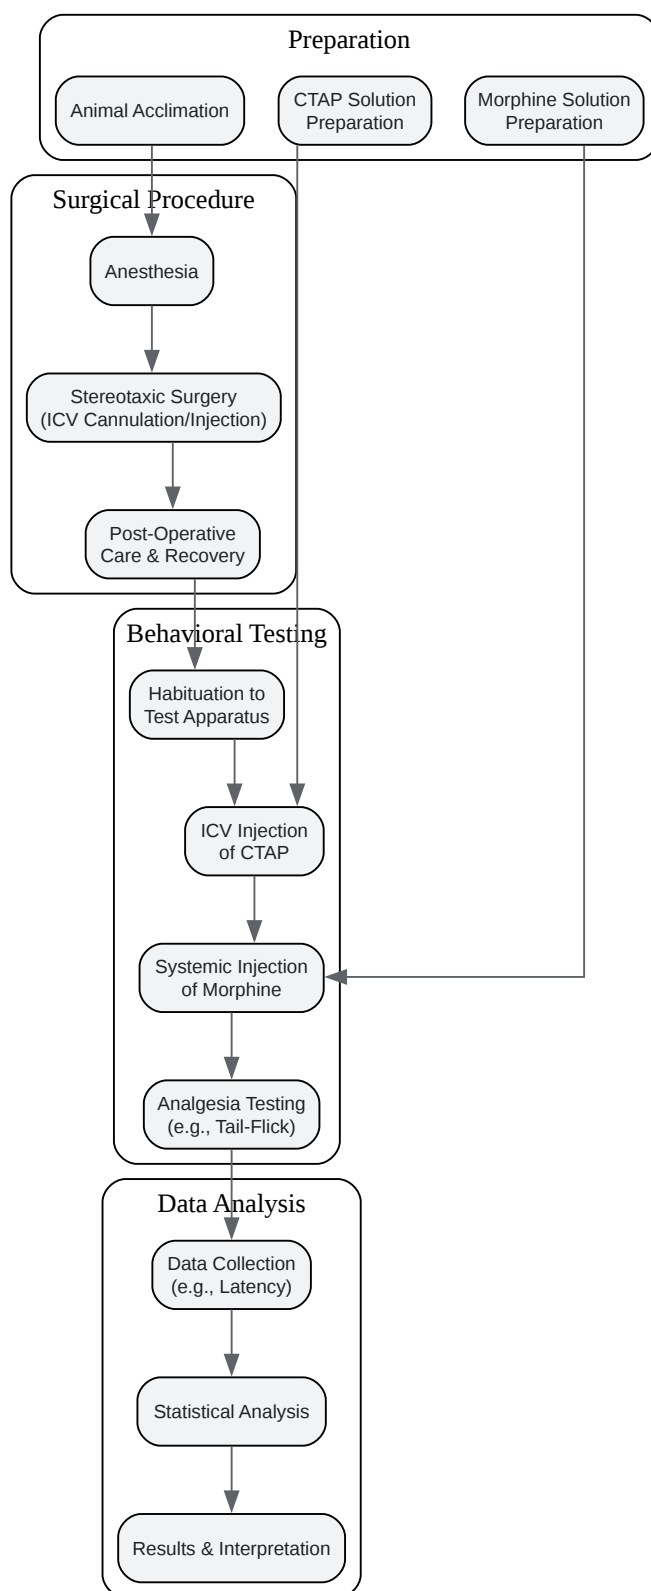 Preparation
Animal Acclimation
CTAP Solution
Preparation
Morphine Solution
Preparation
Surgical Procedure
Anesthesia
Stereotaxic Surgery
(ICV Cannulation/Injection)
Post-Operative
Care & Recovery
Behavioral Testing
Habituation to
Test Apparatus
ICV Injection
of CTAP
Systemic Injection
of Morphine
Analgesia Testing
(e.g., Tail-Flick)
Data Analysis
Data Collection
(e.g., Latency)
Statistical Analysis
Results & Interpretation